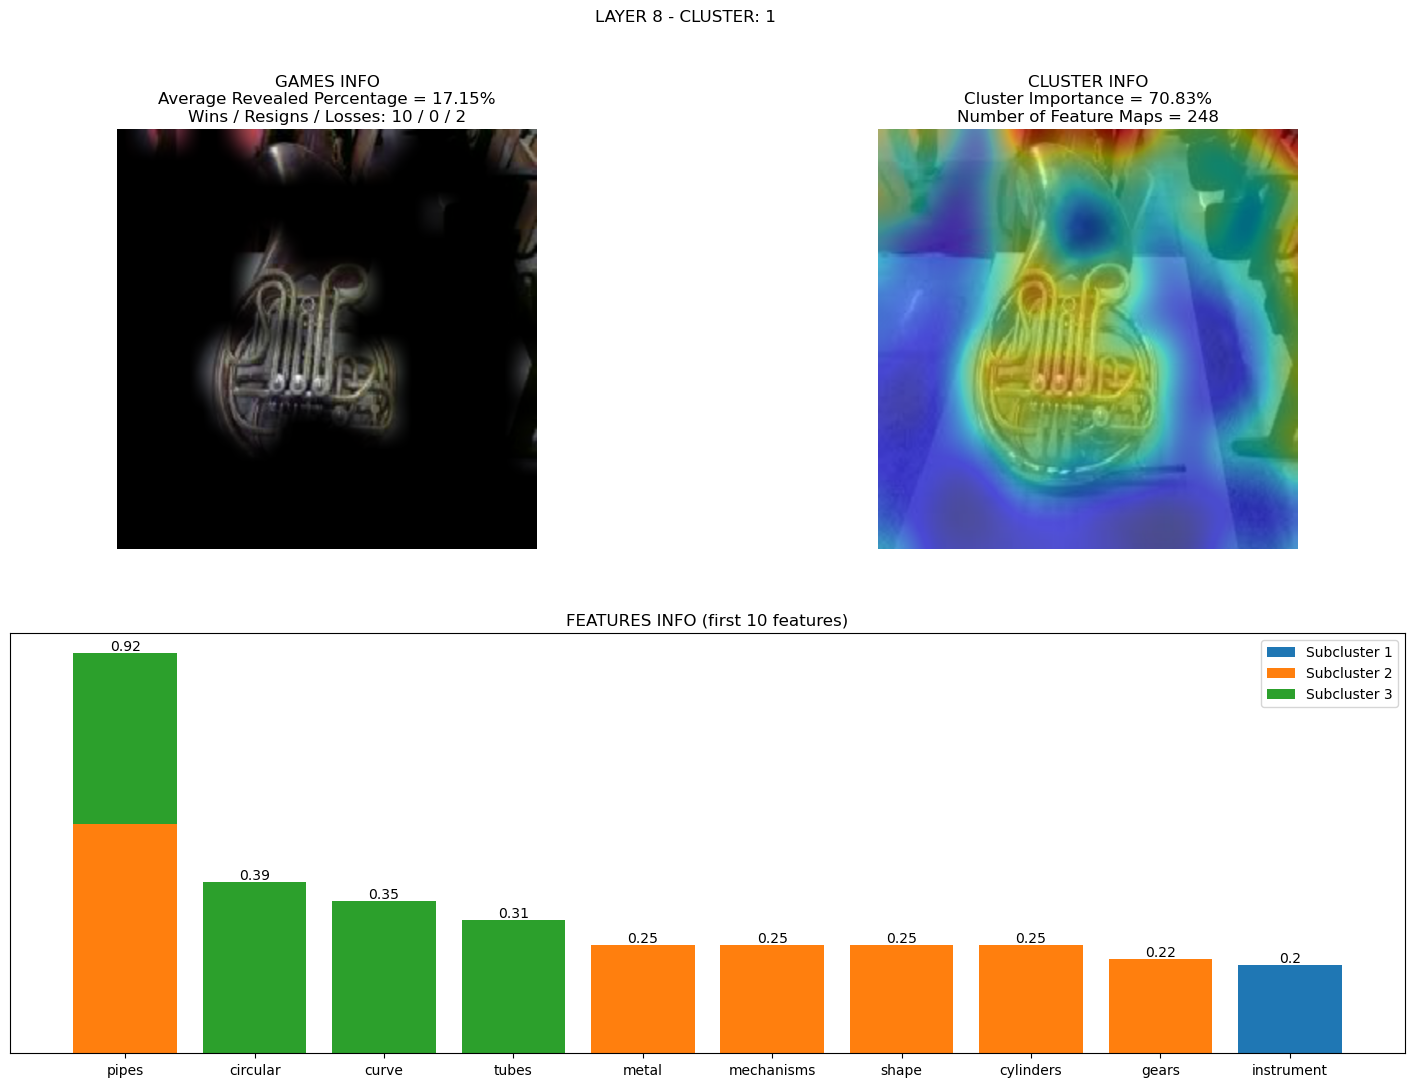 LAYER 8 - CLUSTER: 1
GAMES INFO
Average Revealed Percentage = 17.15%
Wins / Resigns / Losses: 10 / 0 / 2
CLUSTER INFO
Cluster Importance = 70.83%
Number of Feature Maps = 248
FEATURES INFO (first 10 features)
Subcluster 1
Subcluster 2
Subcluster 3
0.92
0.39
0.35
0.31
0.25
0.25
0.25
0.25
0.22
0.2
pipes
circular
curve
tubes
metal
mechanisms
shape
cylinders
gears
instrument